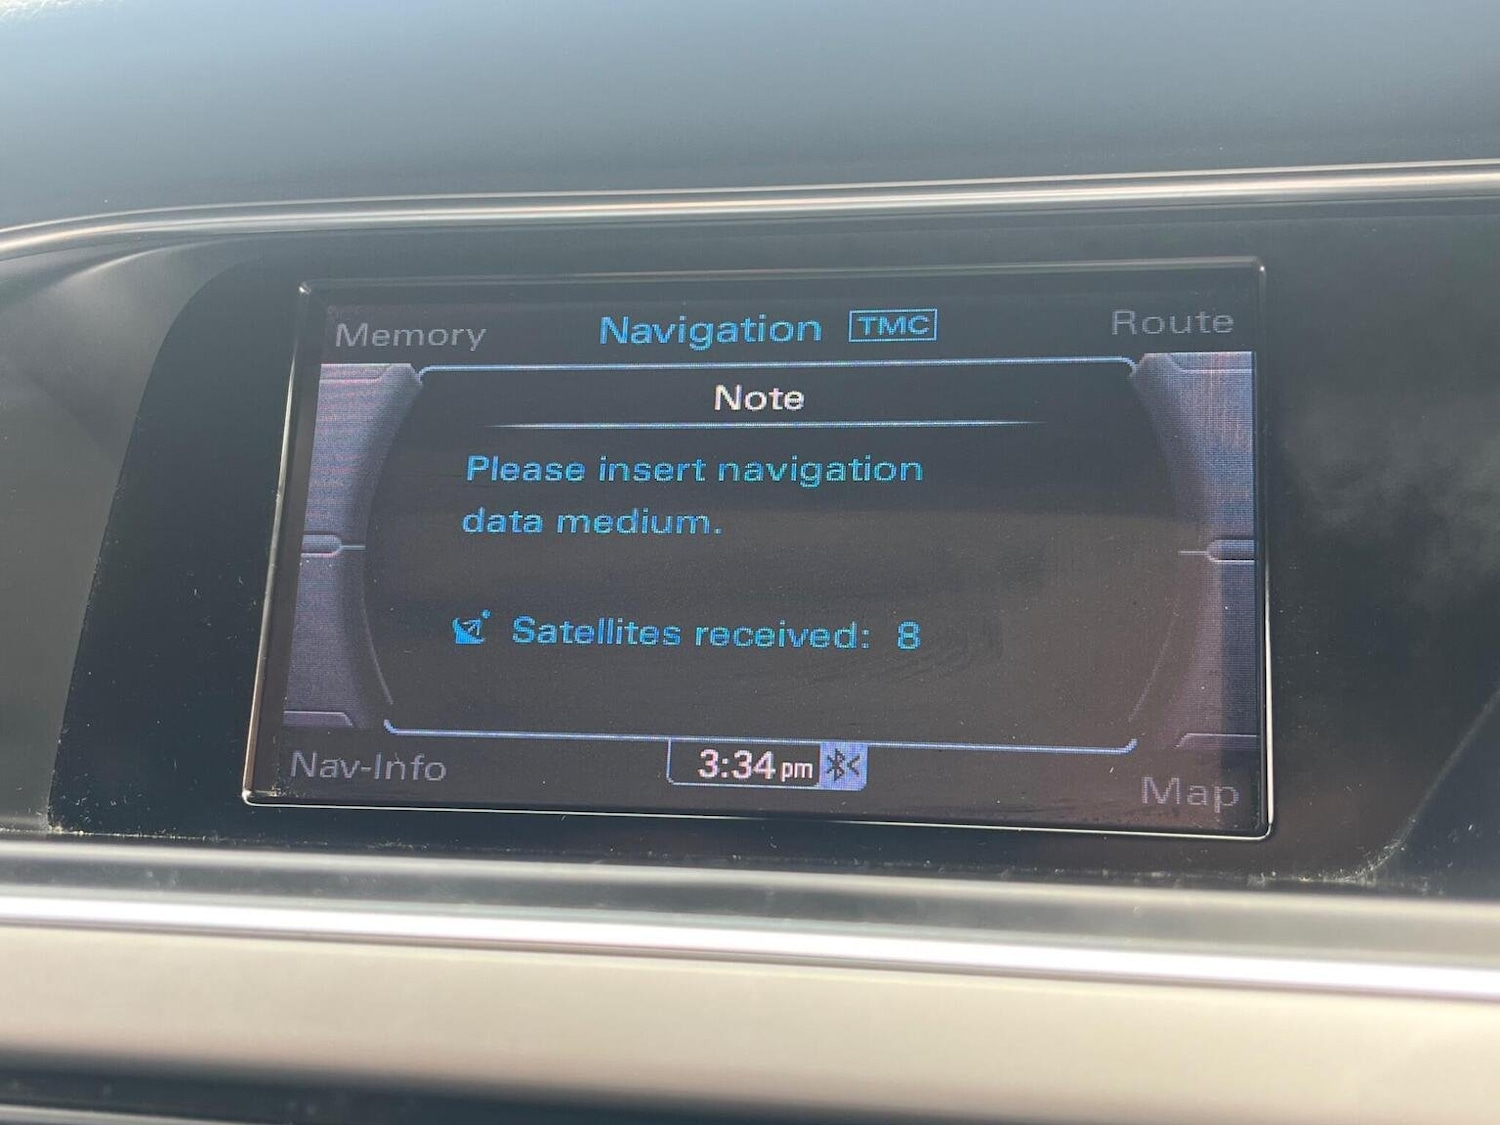 Memory Navigation TMC Route
Note
Please insert navigation
data medium.
Satellites received: 8
Nav-Info 3:34 pm Map